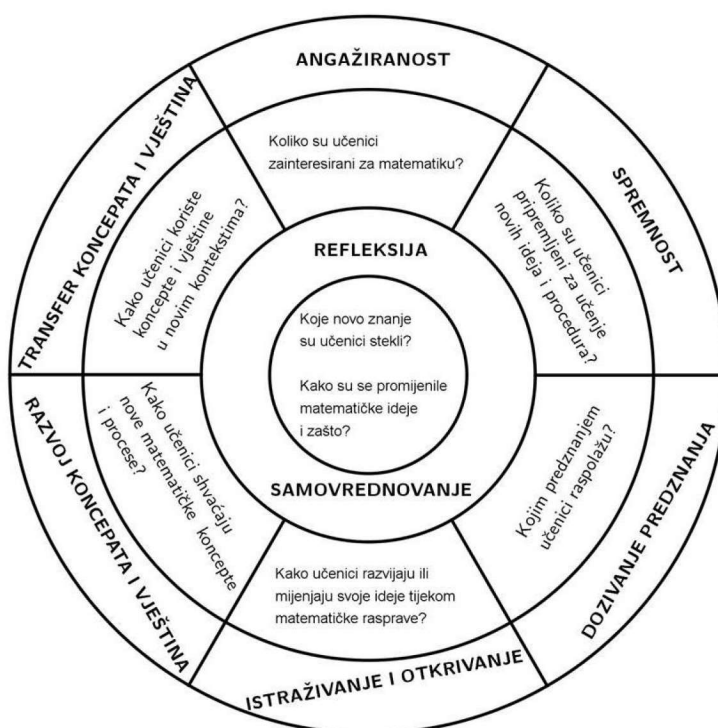 ANGAŽIRANOST
Koliko su učenici
zainteresirani za matematiku?
SPREMNOST
Koliko su učenici
pripremljeni za učenje
novih ideja i procedura?
DOZIVANJE PREDZNANJA
Kojim predznanjem
učenici raspolažu?
ISTRAŽIVANJE I OTKRIVANJE
Kako učenici razvijaju ili
mijenjaju svoje ideje tijekom
matematičke rasprave?
RAZVOJ KONCEPATA I VJEŠTINA
Kako učenici shvaćaju
nove matematičke koncepte
i procese?
TRANSFER KONCEPATA I VJEŠTINA
Kako učenici koriste
koncepte i vještine
u novim kontekstima?
REFLEKSIJA
Koje novo znanje
su učenici stekli?
Kako su se promijenile
matematičke ideje
i zašto?
SAMOVREDNOVANJE